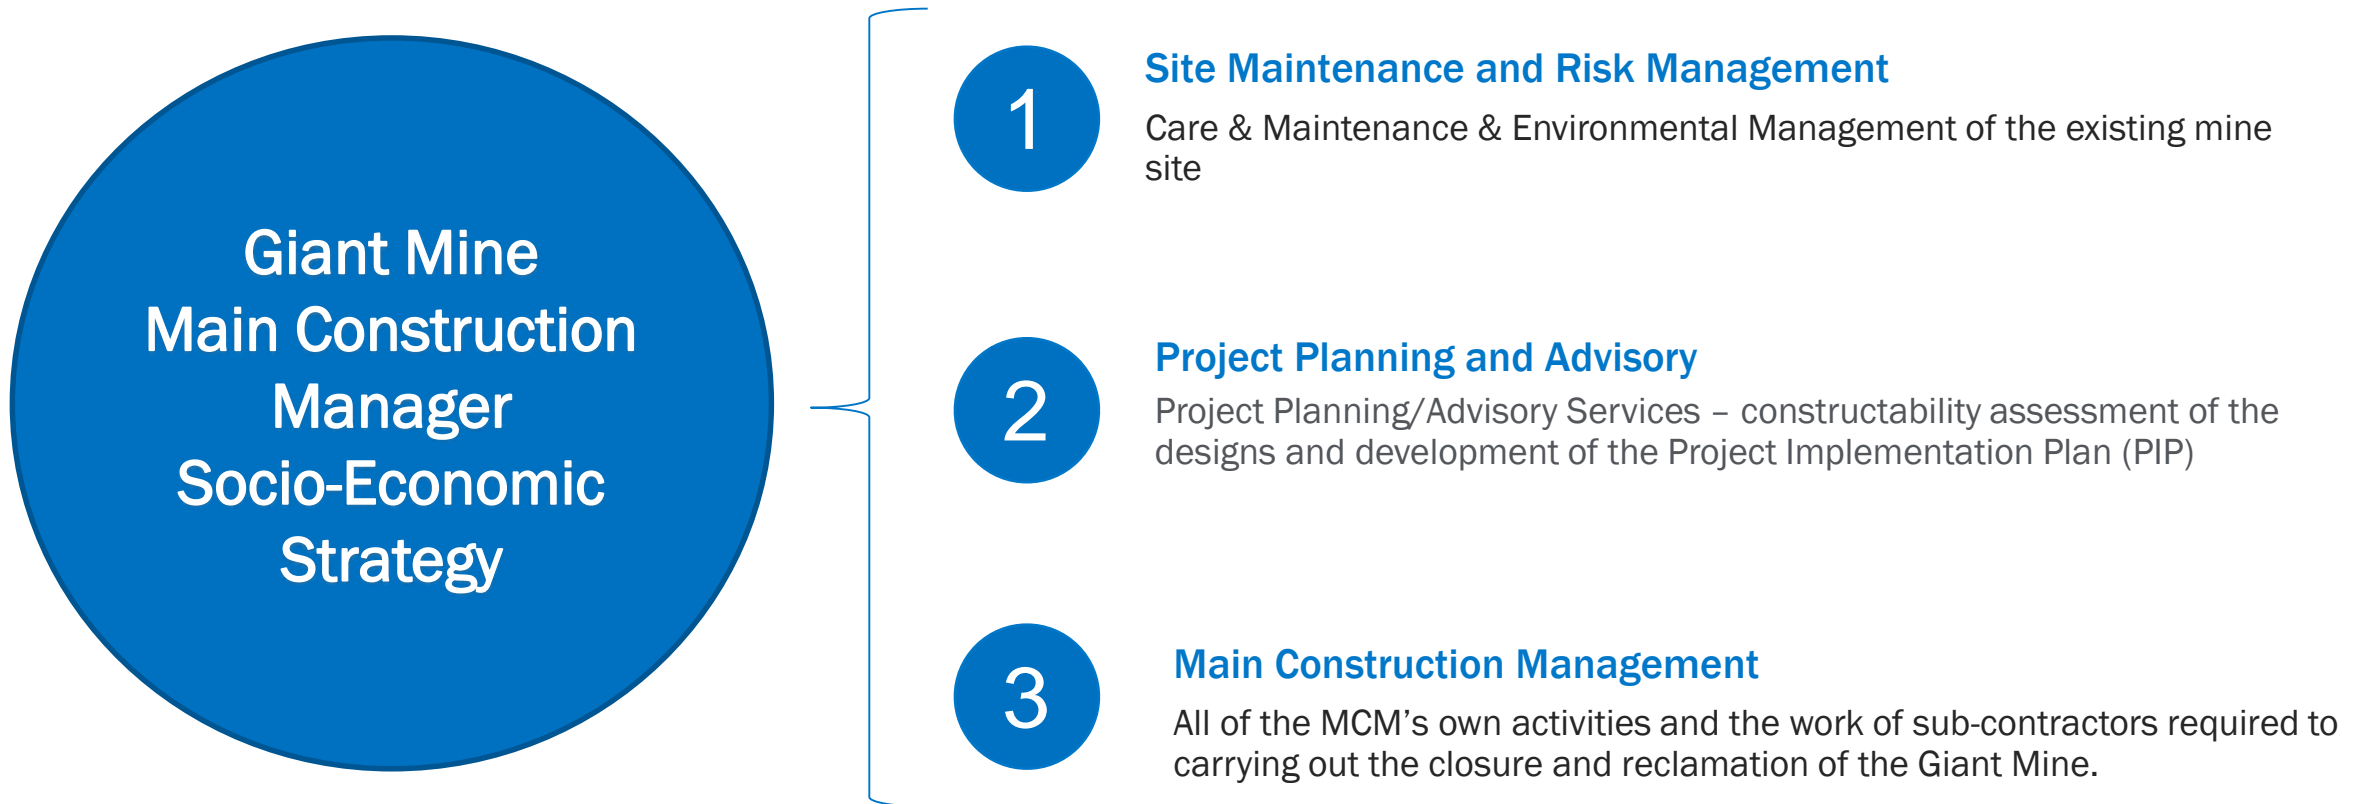 Giant Mine
Main Construction
Manager
Socio-Economic
Strategy
1
Site Maintenance and Risk Management
Care & Maintenance & Environmental Management of the existing mine
site
2
Project Planning and Advisory
Project Planning/Advisory Services – constructability assessment of the
designs and development of the Project Implementation Plan (PIP)
3
Main Construction Management
All of the MCM’s own activities and the work of sub-contractors required to
carrying out the closure and reclamation of the Giant Mine.